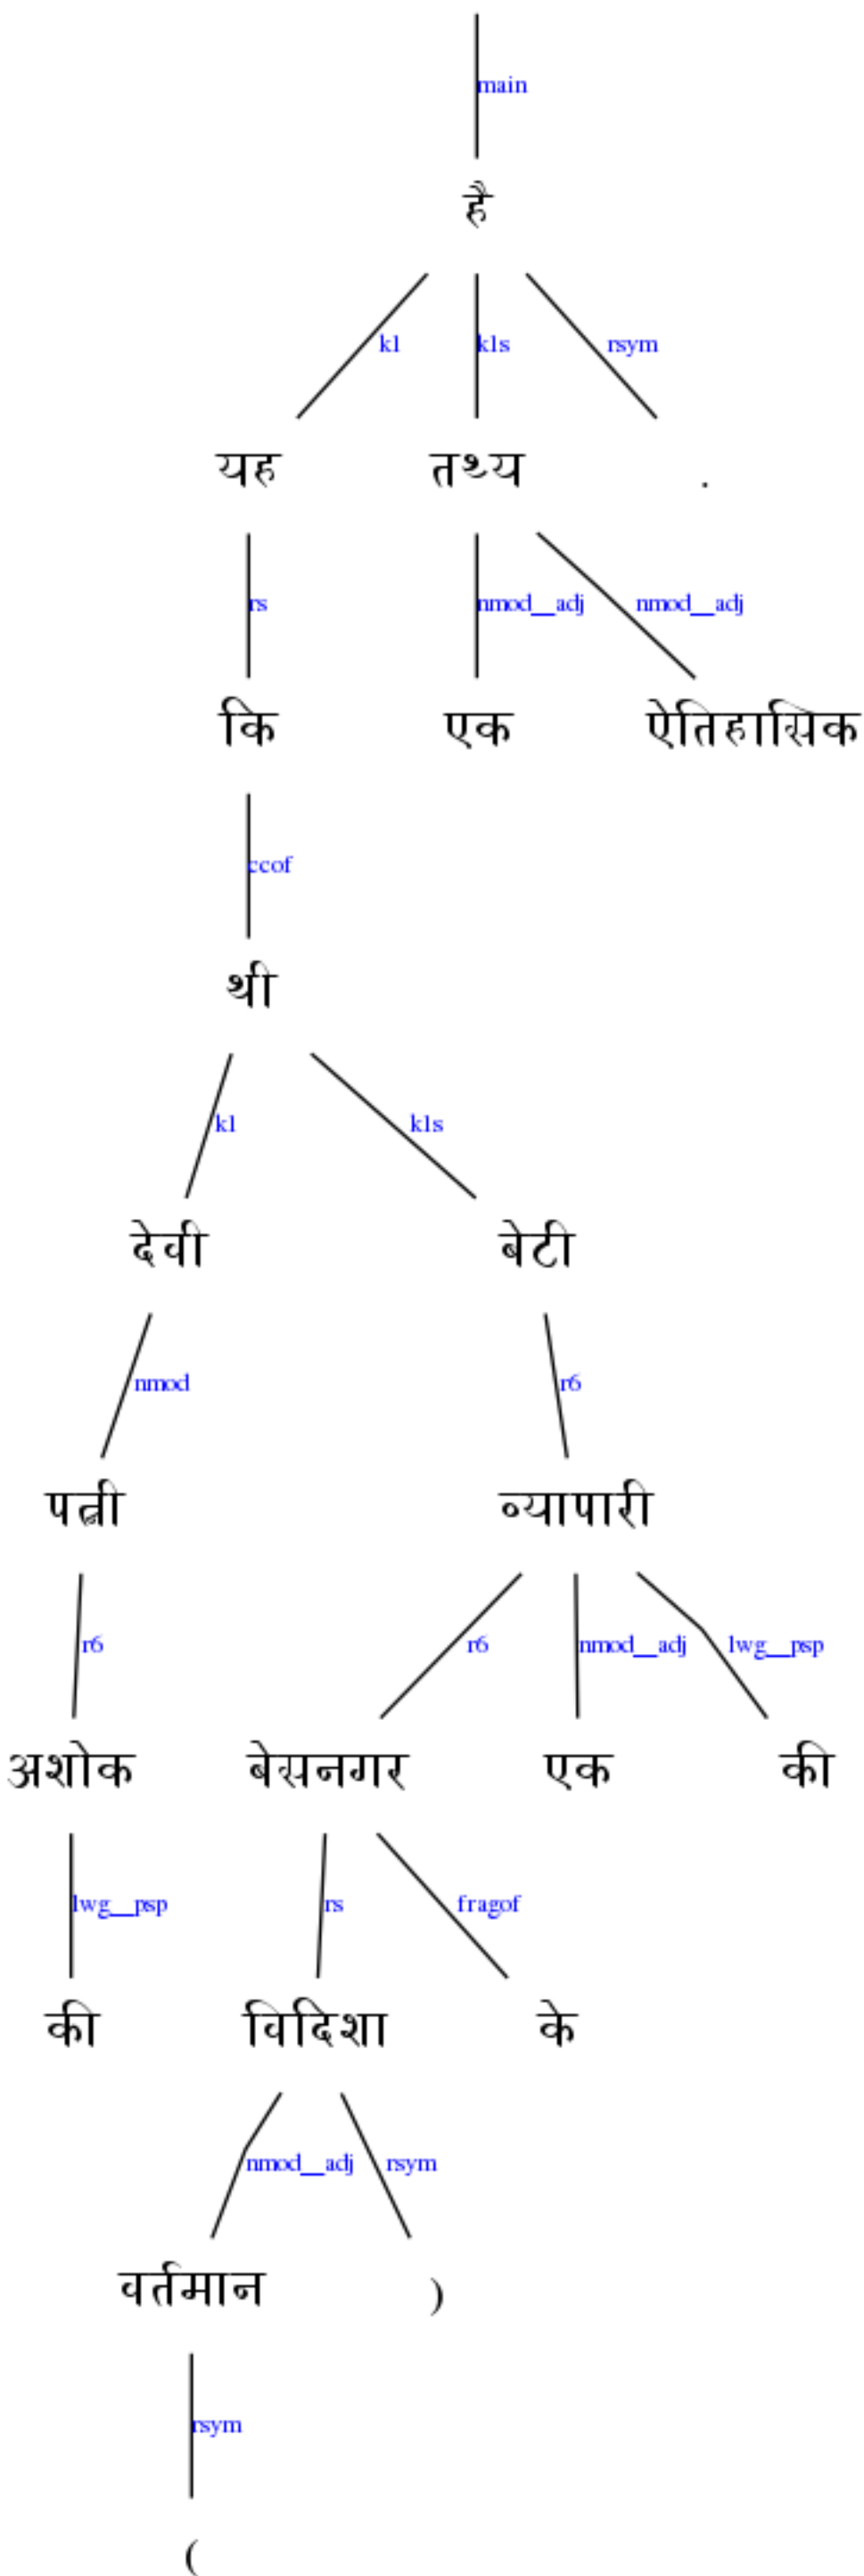 main
है
k1 k1s rsym
यह तथ्य .
rs nmod__adj nmod__adj
कि एक ऐतिहासिक
ccof
थी
k1 k1s
देवी बेटी
nmod r6
पत्नी व्यापारी
r6 r6 nmod__adj lwg__psp
अशोक बेसनगर एक की
lwg__psp rs fragof
की विदिशा के
nmod__adj rsym
वर्तमान )
rsym
(